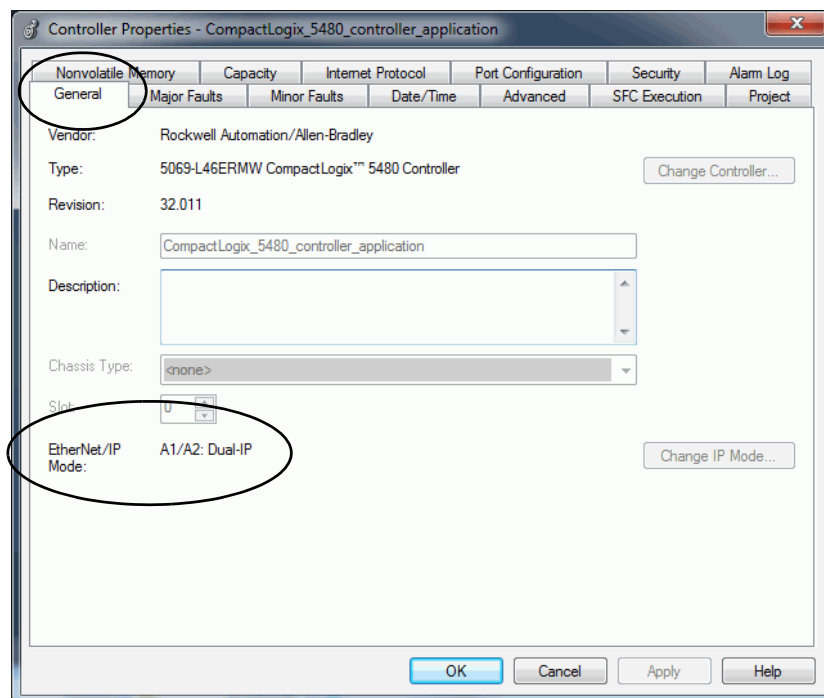 Controller Properties - CompactLogix_5480_controller_application
Nonvolatile Memory Capacity Internet Protocol Port Configuration Security Alarm Log
General Major Faults Minor Faults Date/Time Advanced SFC Execution Project
Vendor: Rockwell Automation/Allen-Bradley
Type: 5069-L46ERMW CompactLogix™ 5480 Controller Change Controller...
Revision: 32.011
Name: CompactLogix_5480_controller_application
Description:
Chassis Type: <none>
Slot: 0
EtherNet/IP A1/A2: Dual-IP Change IP Mode...
Mode:
OK Cancel Apply Help